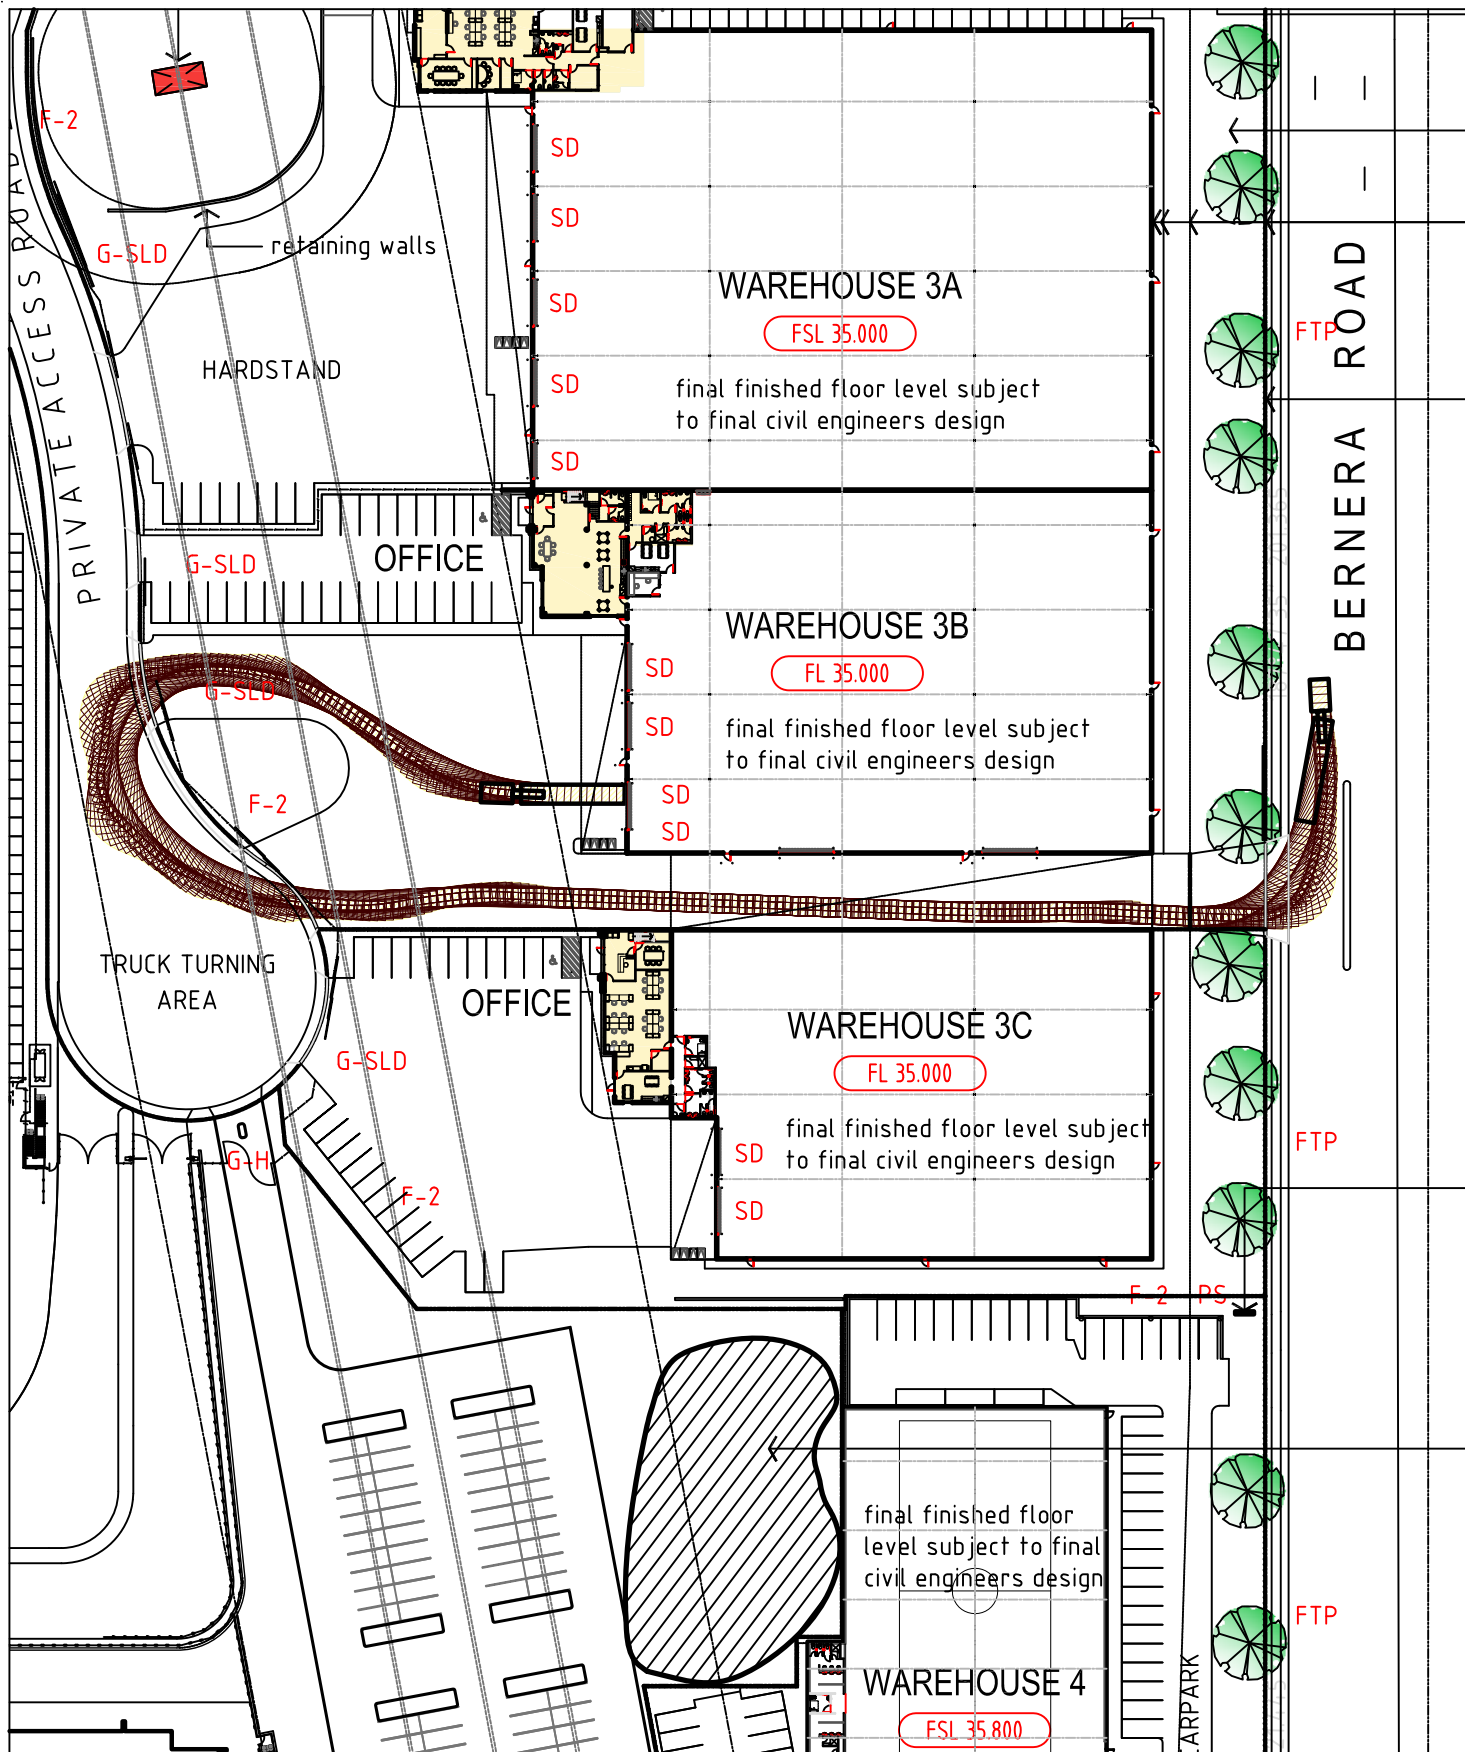 F-2
SD
SD
G-SLD
retaining walls
WAREHOUSE 3A
SD
FSL 35.000
FTP
HARDSTAND
SD
final finished floor level subject
to final civil engineers design
SD
PRIVATE ACCESS ROAD
BERNERA ROAD
OFFICE
G-SLD
WAREHOUSE 3B
FL 35.000
SD
G-SLD
SD
final finished floor level subject
to final civil engineers design
F-2
SD
SD
TRUCK TURNING
AREA
OFFICE
WAREHOUSE 3C
FL 35.000
G-SLD
final finished floor level subject
to final civil engineers design
SD
FTP
G-H
F-2
SD
F-2
PS
final finished floor
level subject to final
civil engineers design
FTP
WAREHOUSE 4
FSL 35.800